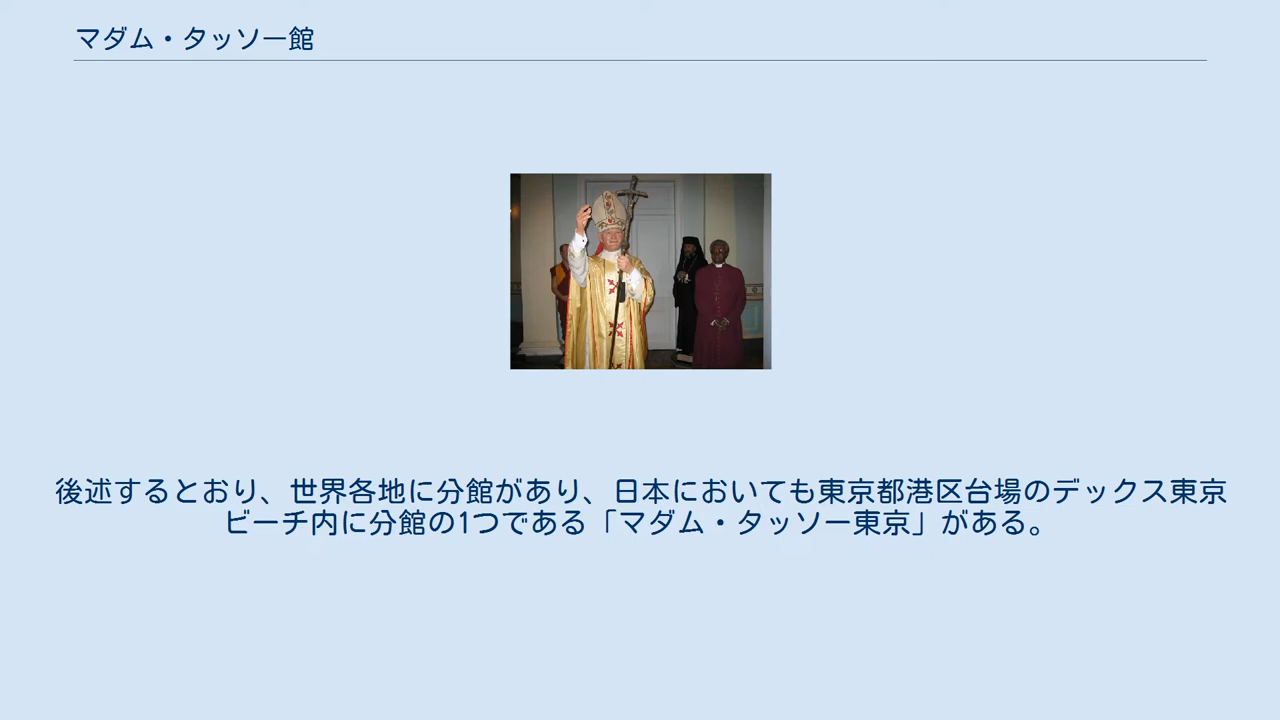 マダム・タッソー館
後述するとおり、世界各地に分館があり、日本においても東京都港区台場のデックス東京
ビーチ内に分館の1つである「マダム・タッソー東京」がある。